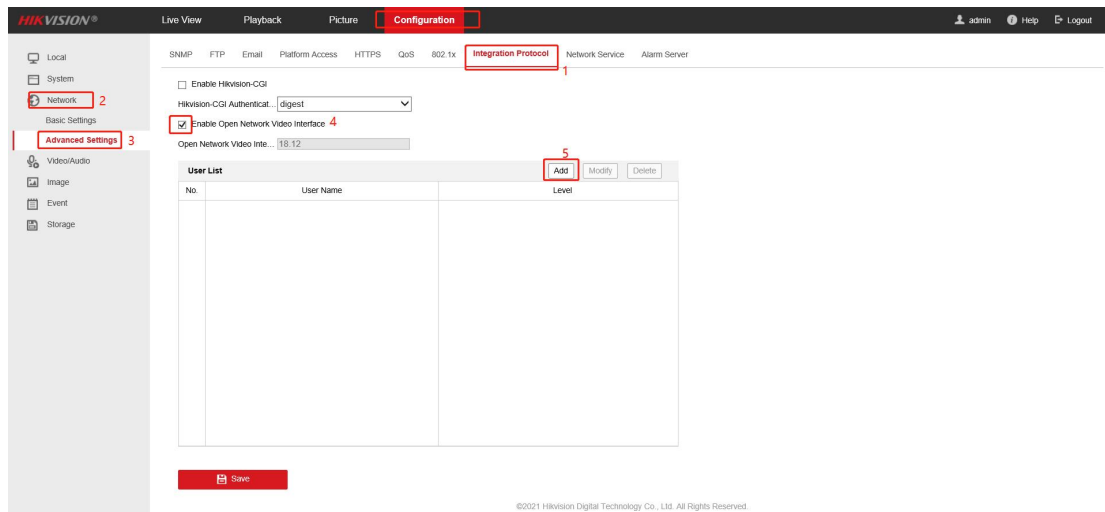 HIKVISION® Live View Playback Picture Configuration admin Help Logout
Local
System
Network 2
Basic Settings
Advanced Settings 3
Video/Audio
Image
Event
Storage
SNMP FTP Email Platform Access HTTPS QoS 802.1x Integration Protocol Network Service Alarm Server
1
Enable Hikvision-CGI
Hikvision-CGI Authenticat... digest
Enable Open Network Video Interface 4
Open Network Video Inte... 18.12
5
User List Add Modify Delete
No. User Name Level
Save
©2021 Hikvision Digital Technology Co., Ltd. All Rights Reserved.